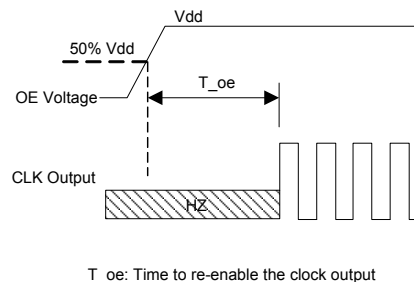 Vdd
50% Vdd
T_oe
OE Voltage
CLK Output
HZ
T_oe: Time to re-enable the clock output